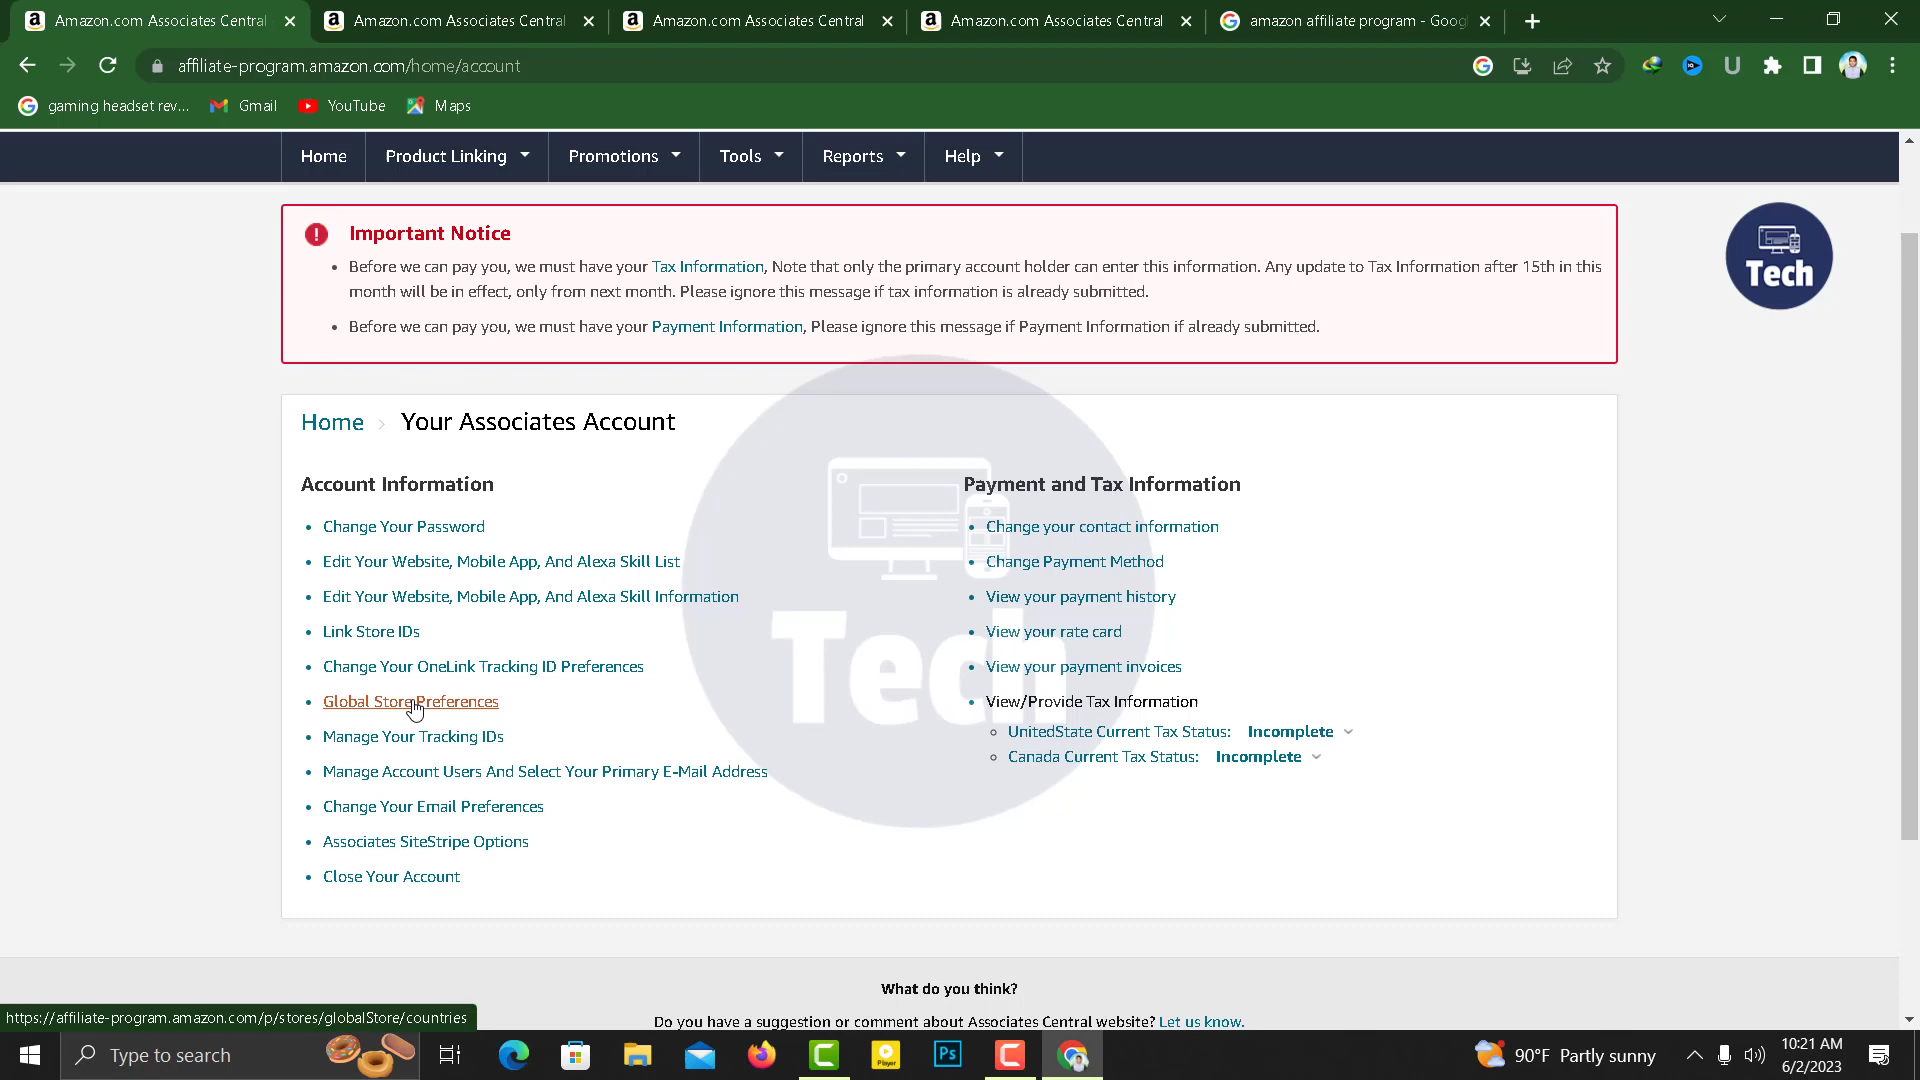 Amazon.com Associates Central
Amazon.com Associates Central
Amazon.com Associates Central
Amazon.com Associates Central
amazon affiliate program - Goog
affiliate-program.amazon.com/home/account
gaming headset rev...
Gmail
YouTube
Maps
Home
Product Linking
Promotions
Tools
Reports
Help
Important Notice
Before we can pay you, we must have your Tax Information, Note that only the primary account holder can enter this information. Any update to Tax Information after 15th in this
month will be in effect, only from next month. Please ignore this message if tax information is already submitted.
Before we can pay you, we must have your Payment Information, Please ignore this message if Payment Information if already submitted.
Tech
Home › Your Associates Account
Account Information
Change Your Password
Edit Your Website, Mobile App, And Alexa Skill List
Edit Your Website, Mobile App, And Alexa Skill Information
Link Store IDs
Change Your OneLink Tracking ID Preferences
Global Store Preferences
Manage Your Tracking IDs
Manage Account Users And Select Your Primary E-Mail Address
Change Your Email Preferences
Associates SiteStripe Options
Close Your Account
Payment and Tax Information
Change your contact information
Change Payment Method
View your payment history
View your rate card
View your payment invoices
View/Provide Tax Information
UnitedState Current Tax Status: Incomplete
Canada Current Tax Status: Incomplete
Tech
What do you think?
Do you have a suggestion or comment about Associates Central website? Let us know.
https://affiliate-program.amazon.com/p/stores/globalStore/countries
Type to search
Player
Ps
90°F Partly sunny
10:21 AM
6/2/2023